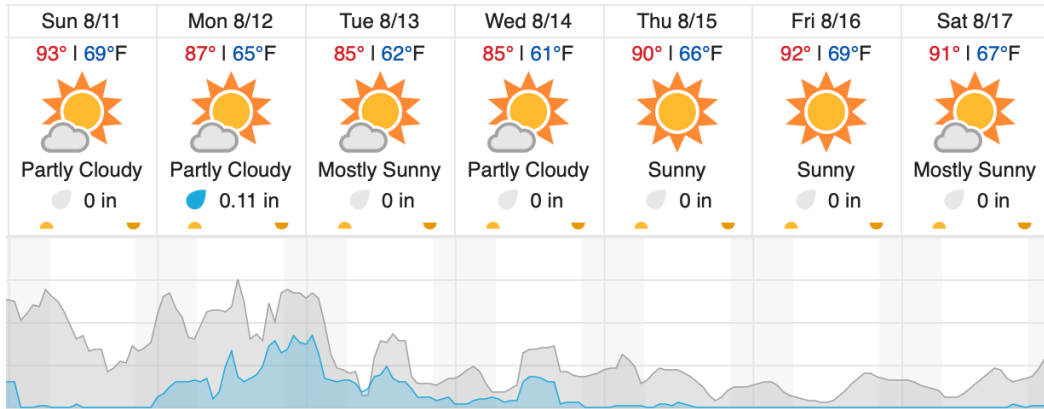 Sun 8/11 Mon 8/12 Tue 8/13 Wed 8/14 Thu 8/15 Fri 8/16 Sat 8/17
93° | 69°F 87° | 65°F 85° | 62°F 85° | 61°F 90° | 66°F 92° | 69°F 91° | 67°F
Partly Cloudy Partly Cloudy Mostly Sunny Partly Cloudy Sunny Sunny Mostly Sunny
0 in 0.11 in 0 in 0 in 0 in 0 in 0 in